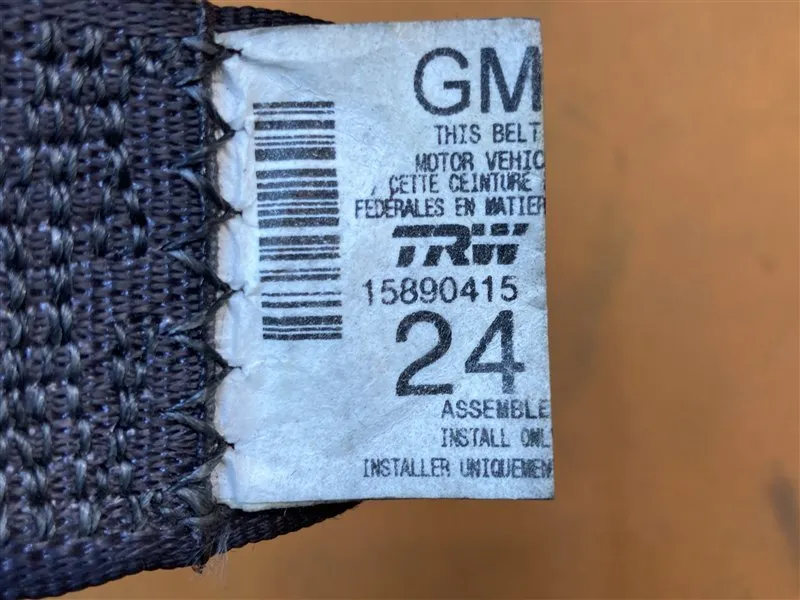 GM
THIS BELT
MOTOR VEHIC
CETTE CEINTURE
FEDERALES EN MATIER
TRW
15890415
24
ASSEMBLE
INSTALL ONL
INSTALLER UNIQUEMEN